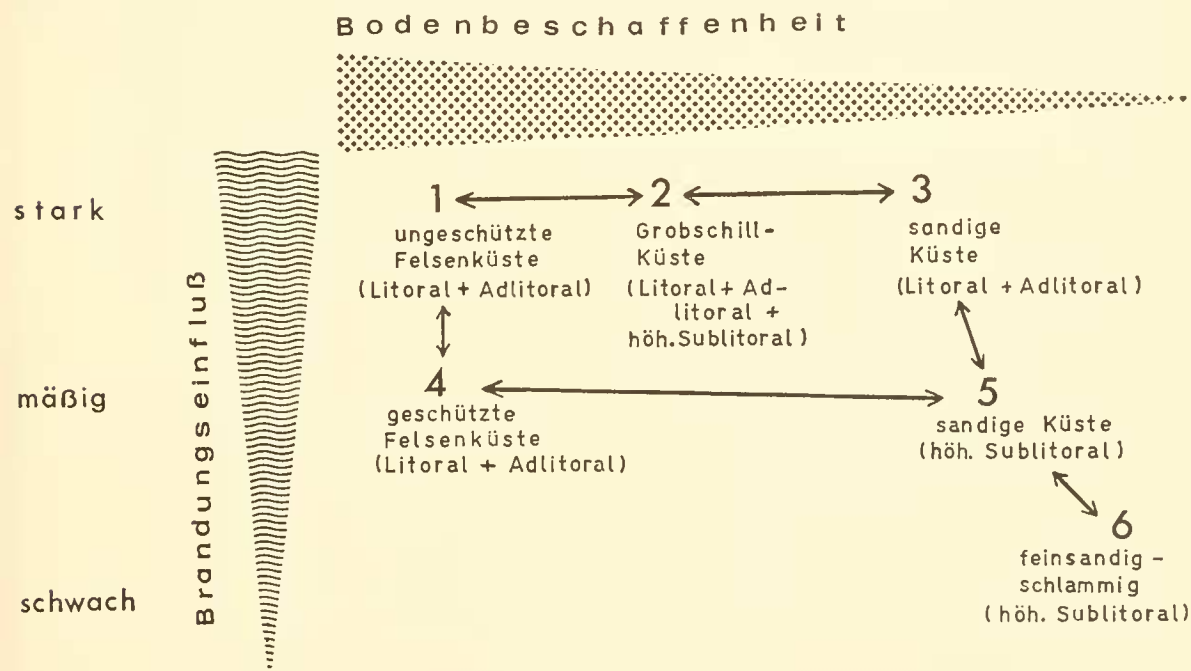 Bodenbeschaffenheit
Brandungseinfluß
stark
1
2
3
ungeschützte
Felsenküste
(Litoral + Adlitoral)
Grobschill-
Küste
(Litoral + Ad-
litoral +
höh. Sublitoral)
sandige
Küste
(Litoral + Adlitoral)
mäßig
4
geschützte
Felsenküste
(Litoral + Adlitoral)
5
sandige Küste
(höh. Sublitoral)
schwach
6
feinsandig -
schlammig
(höh. Sublitoral)